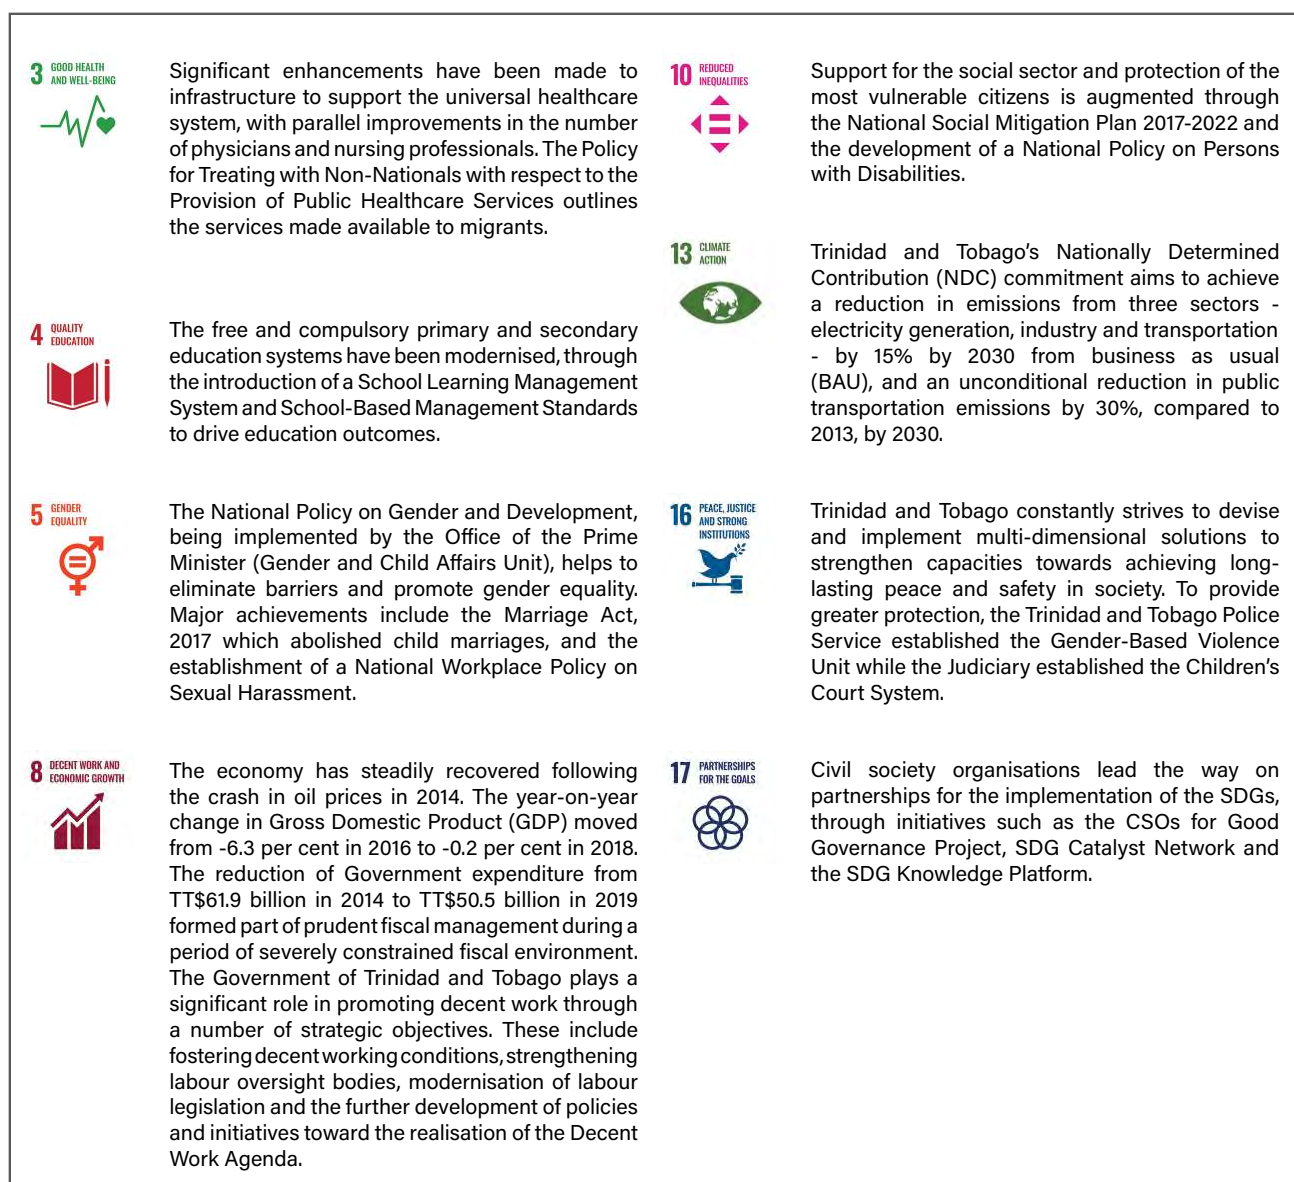 3 GOOD HEALTH
AND WELL-BEING
Significant enhancements have been made to
infrastructure to support the universal healthcare
system, with parallel improvements in the number
of physicians and nursing professionals. The Policy
for Treating with Non-Nationals with respect to the
Provision of Public Healthcare Services outlines
the services made available to migrants.
4 QUALITY
EDUCATION
The free and compulsory primary and secondary
education systems have been modernised, through
the introduction of a School Learning Management
System and School-Based Management Standards
to drive education outcomes.
5 GENDER
EQUALITY
The National Policy on Gender and Development,
being implemented by the Office of the Prime
Minister (Gender and Child Affairs Unit), helps to
eliminate barriers and promote gender equality.
Major achievements include the Marriage Act,
2017 which abolished child marriages, and the
establishment of a National Workplace Policy on
Sexual Harassment.
8 DECENT WORK AND
ECONOMIC GROWTH
The economy has steadily recovered following
the crash in oil prices in 2014. The year-on-year
change in Gross Domestic Product (GDP) moved
from -6.3 per cent in 2016 to -0.2 per cent in 2018.
The reduction of Government expenditure from
TT$61.9 billion in 2014 to TT$50.5 billion in 2019
formed part of prudent fiscal management during a
period of severely constrained fiscal environment.
The Government of Trinidad and Tobago plays a
significant role in promoting decent work through
a number of strategic objectives. These include
fostering decent working conditions, strengthening
labour oversight bodies, modernisation of labour
legislation and the further development of policies
and initiatives toward the realisation of the Decent
Work Agenda.
10 REDUCED
INEQUALITIES
Support for the social sector and protection of the
most vulnerable citizens is augmented through
the National Social Mitigation Plan 2017-2022 and
the development of a National Policy on Persons
with Disabilities.
13 CLIMATE
ACTION
Trinidad and Tobago's Nationally Determined
Contribution (NDC) commitment aims to achieve
a reduction in emissions from three sectors -
electricity generation, industry and transportation
- by 15% by 2030 from business as usual
(BAU), and an unconditional reduction in public
transportation emissions by 30%, compared to
2013, by 2030.
16 PEACE, JUSTICE
AND STRONG
INSTITUTIONS
Trinidad and Tobago constantly strives to devise
and implement multi-dimensional solutions to
strengthen capacities towards achieving long-
lasting peace and safety in society. To provide
greater protection, the Trinidad and Tobago Police
Service established the Gender-Based Violence
Unit while the Judiciary established the Children's
Court System.
17 PARTNERSHIPS
FOR THE GOALS
Civil society organisations lead the way on
partnerships for the implementation of the SDGs,
through initiatives such as the CSOs for Good
Governance Project, SDG Catalyst Network and
the SDG Knowledge Platform.